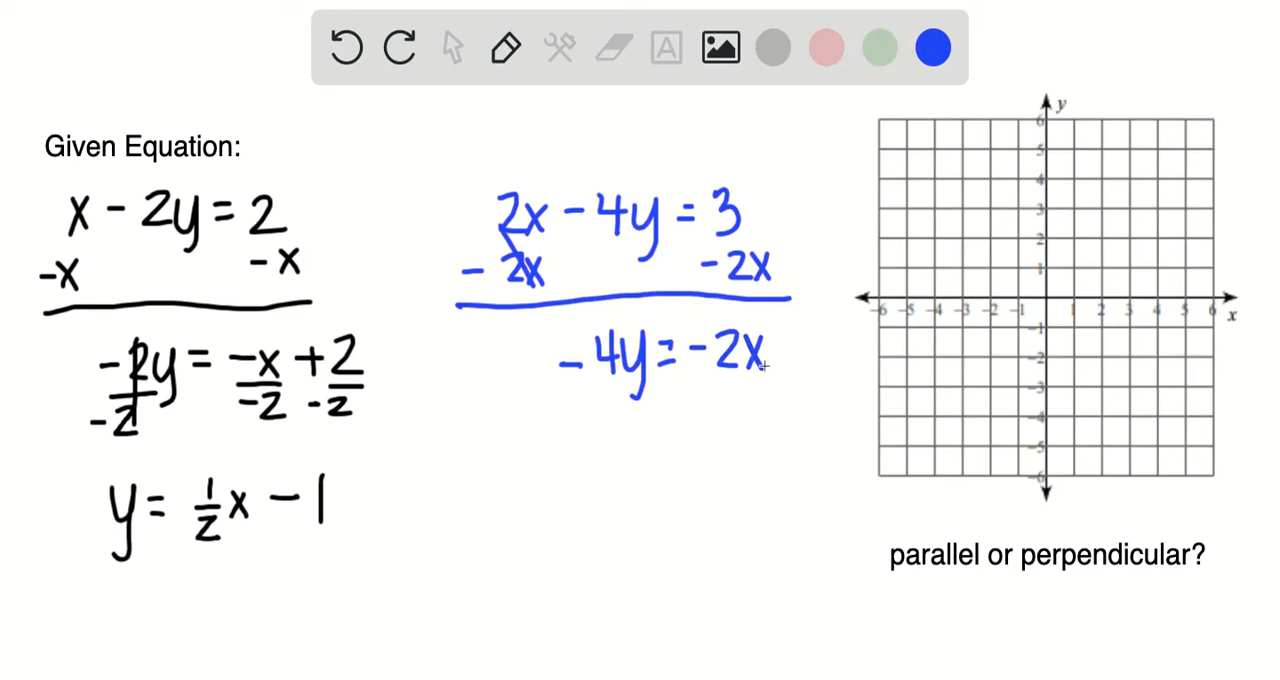 A
Given Equation:
x - 2y = 2
-x -x
-2y = -x + 2
-2 -2 -2
y = 1/2 x - 1
2x - 4y = 3
- 2x - 2x
- 4y = - 2x
y
6
5
4
3
2
1
-6 -5 -4 -3 -2 -1 1 2 3 4 5 6 x
-1
-2
-3
-4
-5
-6
parallel or perpendicular?